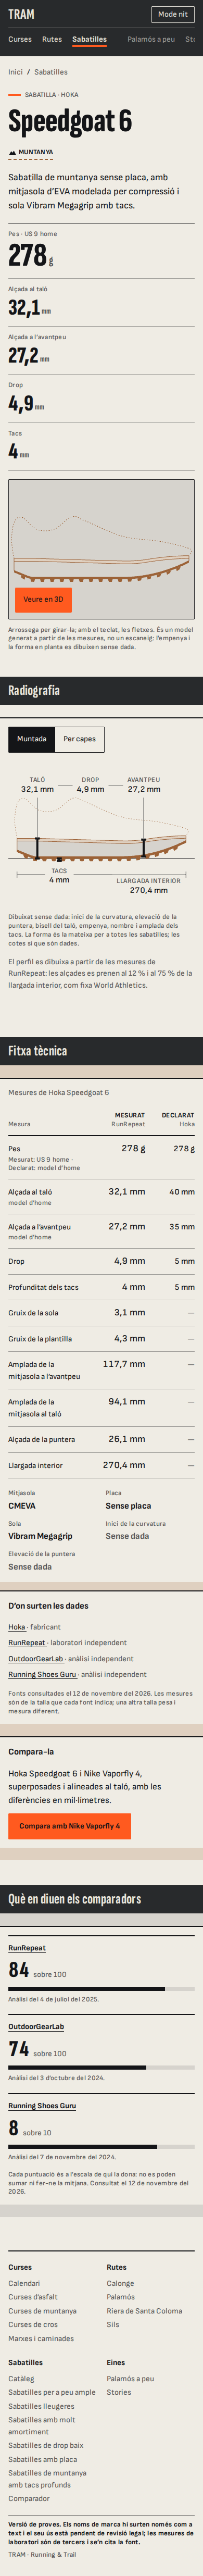 TRAM
Mode nit
Curses Rutes Sabatilles Palamós a peu
Inici / Sabatilles
SABATILLA · HOKA
Speedgoat 6
MUNTANYA
Sabatilla de muntanya sense placa, amb
mitjasola d'EVA modelada per compressió i
sola Vibram Megagrip amb tacs.
Pes · US 9 home
278 g
Alçada al taló
32,1 mm
Alçada a l'avantpeu
27,2 mm
Drop
4,9 mm
Tacs
4 mm
Veure en 3D
Arrossega per girar-la; amb el teclat, les fletxes. És un model
generat a partir de les mesures, no un escaneig: l'empenya i
la forma en planta es dibuixen sense dada.
Radiografia
Muntada Per capes
TALÓ DROP AVANTPEU
32,1 mm 4,9 mm 27,2 mm
TACS
4 mm
LLARGADA INTERIOR
270,4 mm
Dibuixat sense dada: inici de la curvatura, elevació de la
puntera, bisell del taló, empenya, nombre i amplada dels
tacs. La forma és la mateixa per a totes les sabatilles; les
cotes sí que són dades.
El perfil es dibuixa a partir de les mesures de
RunRepeat: les alçades es prenen al 12 % i al 75 % de la
llargada interior, com fixa World Athletics.
Fitxa tècnica
Mesures de Hoka Speedgoat 6
Mesura MESURAT RunRepeat DECLARAT Hoka
Pes 278 g 278 g
Mesurat: US 9 home ·
Declarat: model d'home
Alçada al taló 32,1 mm 40 mm
model d'home
Alçada a l'avantpeu 27,2 mm 35 mm
model d'home
Drop 4,9 mm 5 mm
Profunditat dels tacs 4 mm 5 mm
Gruix de la sola 3,1 mm —
Gruix de la plantilla 4,3 mm —
Amplada de la
mitjasola a l'avantpeu 117,7 mm —
Amplada de la
mitjasola al taló 94,1 mm —
Alçada de la puntera 26,1 mm —
Llargada interior 270,4 mm —
Mitjasola Placa
CMEVA Sense placa
Sola Inici de la curvatura
Vibram Megagrip Sense dada
Elevació de la puntera
Sense dada
D'on surten les dades
Hoka · fabricant
RunRepeat · laboratori independent
OutdoorGearLab · anàlisi independent
Running Shoes Guru · anàlisi independent
Fonts consultades el 12 de novembre del 2026. Les mesures
són de la talla que cada font indica; una altra talla pesa i
mesura diferent.
Compara-la
Hoka Speedgoat 6 i Nike Vaporfly 4,
superposades i alineades al taló, amb les
diferències en mil·límetres.
Compara amb Nike Vaporfly 4
Què en diuen els comparadors
RunRepeat
84 sobre 100
Anàlisi del 4 de juliol del 2025.
OutdoorGearLab
74 sobre 100
Anàlisi del 3 d'octubre del 2024.
Running Shoes Guru
8 sobre 10
Anàlisi del 7 de novembre del 2024.
Cada puntuació és a l'escala de qui la dona: no es poden
sumar ni fer-ne la mitjana. Consultat el 12 de novembre del
2026.
Curses Rutes
Calendari Calonge
Curses d'asfalt Palamós
Curses de muntanya Riera de Santa Coloma
Curses de cros Sils
Marxes i caminades
Sabatilles Eines
Catàleg Palamós a peu
Sabatilles per a peu ample Stories
Sabatilles lleugeres
Sabatilles amb molt
amortiment
Sabatilles de drop baix
Sabatilles amb placa
Sabatilles de muntanya
amb tacs profunds
Comparador
Versió de proves. Els noms de marca hi surten només com a
text i el seu ús està pendent de revisió legal; les mesures de
laboratori són de tercers i se'n cita la font.
TRAM · Running & Trail